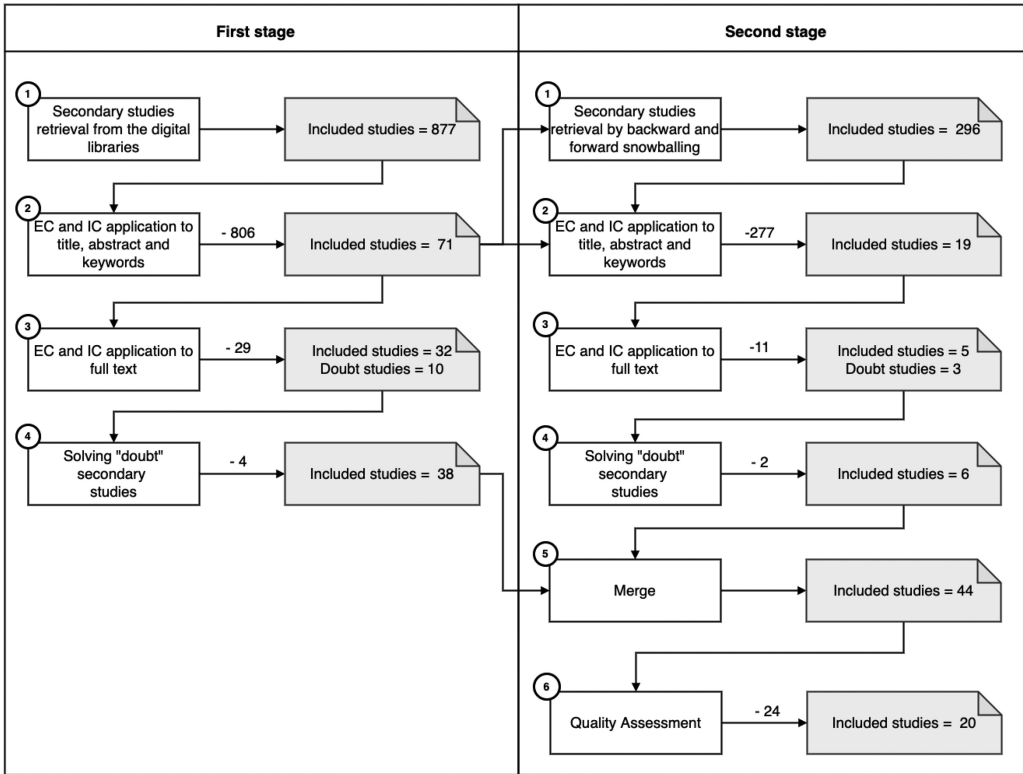 First stage
Second stage
1
Secondary studies
retrieval from the digital
libraries
Included studies = 877
2
EC and IC application to
title, abstract and
keywords
- 806
Included studies = 71
3
EC and IC application to
full text
- 29
Included studies = 32
Doubt studies = 10
4
Solving "doubt"
secondary
studies
- 4
Included studies = 38
1
Secondary studies
retrieval by backward and
forward snowballing
Included studies = 296
2
EC and IC application to
title, abstract and
keywords
-277
Included studies = 19
3
EC and IC application to
full text
-11
Included studies = 5
Doubt studies = 3
4
Solving "doubt"
secondary
studies
- 2
Included studies = 6
5
Merge
Included studies = 44
6
Quality Assessment
- 24
Included studies = 20